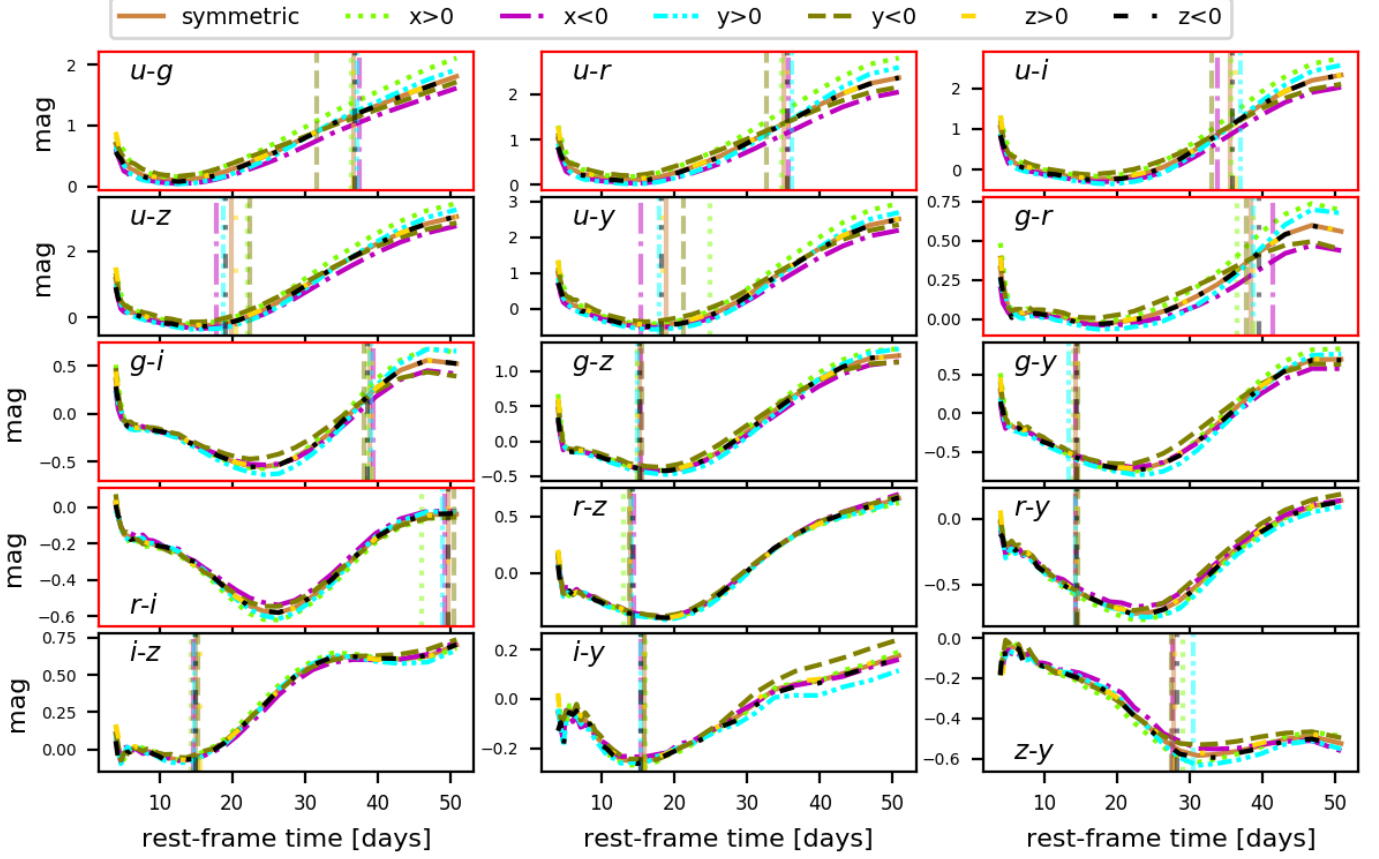 symmetric x>0 x<0 y>0 y<0 z>0 z<0
mag 2 1 0 u-g 2 1 0 u-r 2 1 0 u-i
mag 2 0 u-z 3 2 1 0 u-y 0.75 0.50 0.25 0.00 g-r
mag 0.5 0.0 −0.5 g-i 1.0 0.5 0.0 −0.5 g-z 0.5 0.0 −0.5 g-y
mag 0.0 −0.2 −0.4 −0.6 r-i 0.5 0.0 r-z 0.0 −0.5 r-y
mag 0.75 0.50 0.25 0.00 i-z 0.2 0.0 −0.2 i-y 0.0 −0.2 −0.4 −0.6 z-y
10 20 30 40 50 10 20 30 40 50 10 20 30 40 50
rest-frame time [days] rest-frame time [days] rest-frame time [days]